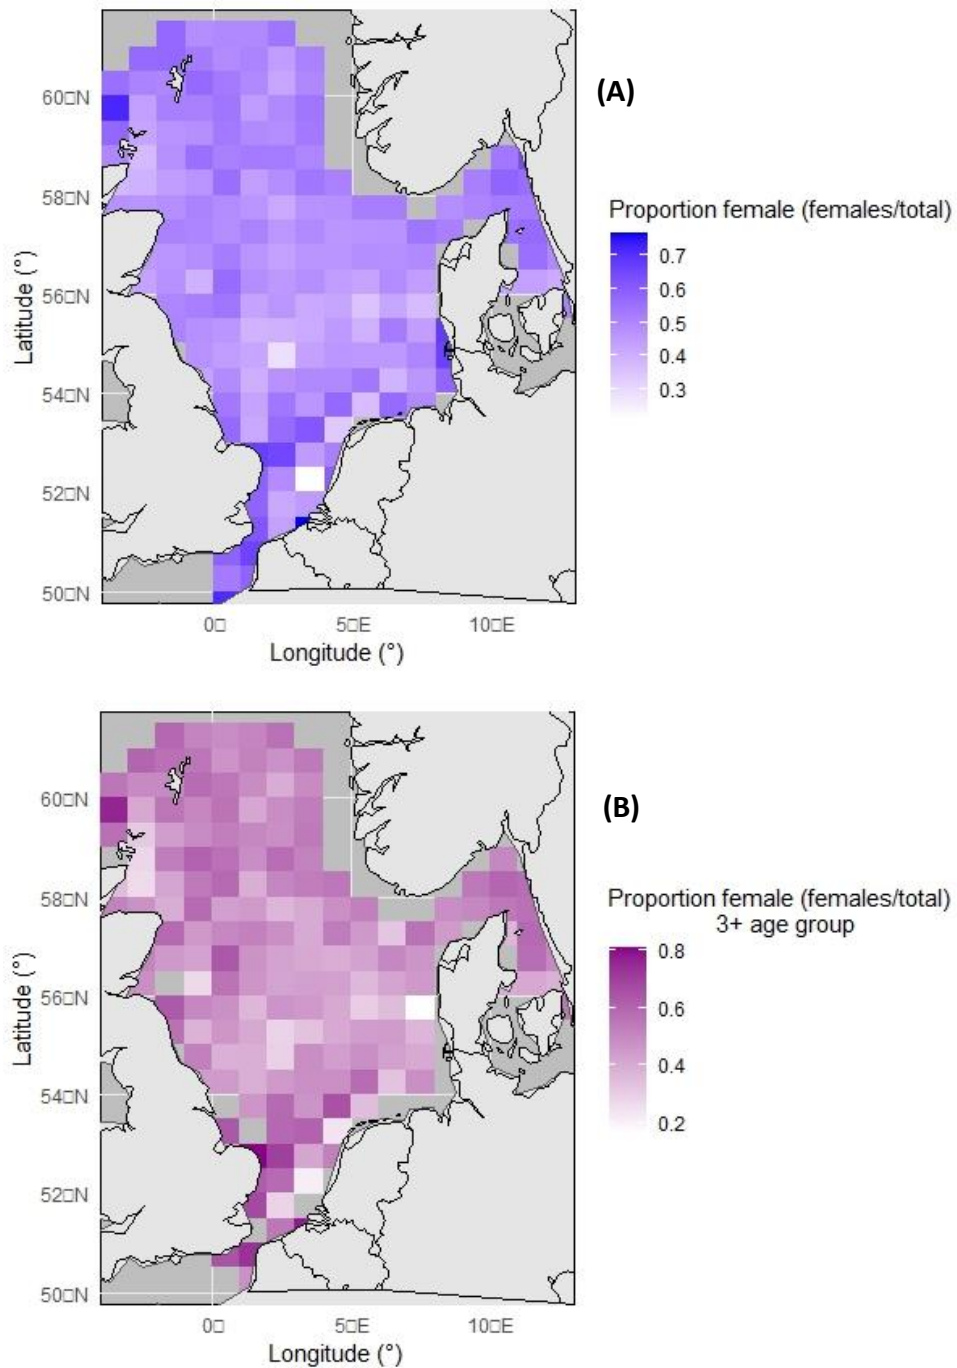 (A)
60□N
58□N
56□N
54□N
52□N
50□N
Latitude (°)
0□ 5□E 10□E
Longitude (°)
Proportion female (females/total)
0.7
0.6
0.5
0.4
0.3
(B)
60□N
58□N
56□N
54□N
52□N
50□N
Latitude (°)
0□ 5□E 10□E
Longitude (°)
Proportion female (females/total)
3+ age group
0.8
0.6
0.4
0.2